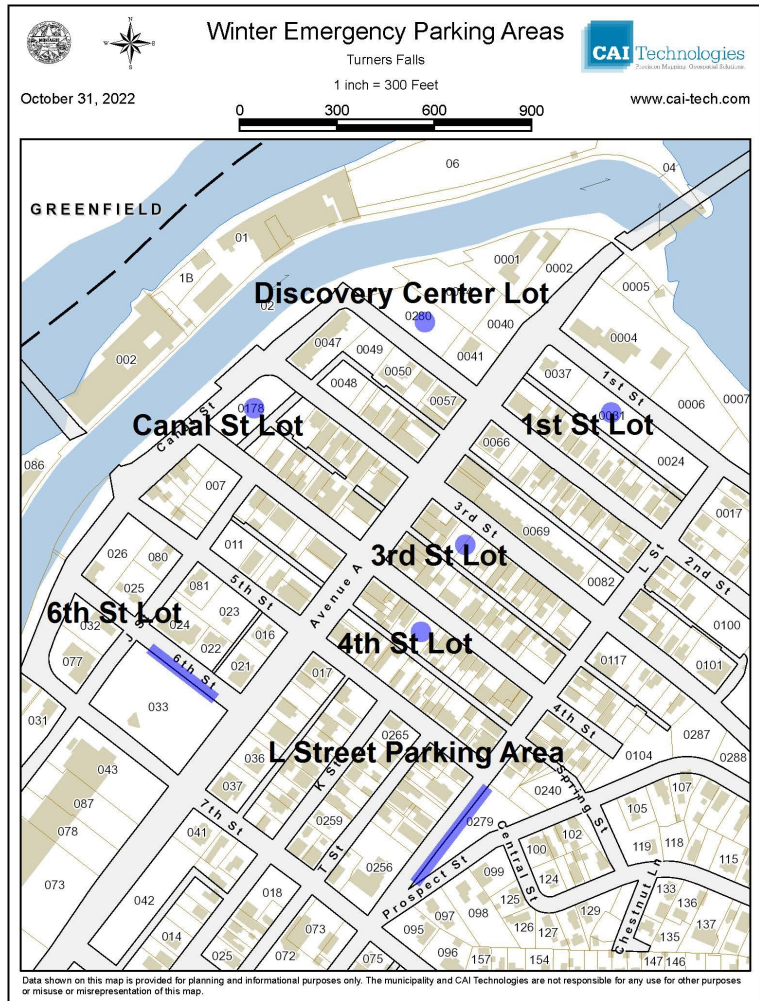 Winter Emergency Parking Areas
Turners Falls
1 inch = 300 Feet
CAI Technologies
Precision Mapping. Geospatial Solutions.
October 31, 2022
www.cai-tech.com
0 300 600 900
GREENFIELD
06
04
01
1B
02
002
0001
0002
0005
Discovery Center Lot
0280
0040
0041
0004
0047
0049
0050
0048
0057
0037
1st St
0006
0007
0178
Canal St Lot
Canal St
0081
1st St Lot
0024
0066
086
007
3rd St
0069
0017
026
080
011
Avenue A
3rd St Lot
0082
L St
2nd St
025
081
5th St
023
6th St Lot
032
024
022
016
021
4th St Lot
0100
0101
0117
077
6th St
017
033
4th St
031
0265
L Street Parking Area
0287
0288
0104
043
036
037
K St
0240
Spring St
107
105
087
078
7th St
041
0259
0279
Central St
102
100
119
118
115
073
T St
0256
Prospect St
099
124
Chestnut Ln
133
136
137
135
042
018
014
025
072
073
075
095
097
098
096
125
126
127
129
157
154
147
146
Data shown on this map is provided for planning and informational purposes only. The municipality and CAI Technologies are not responsible for any use for other purposes
or misuse or misrepresentation of this map.